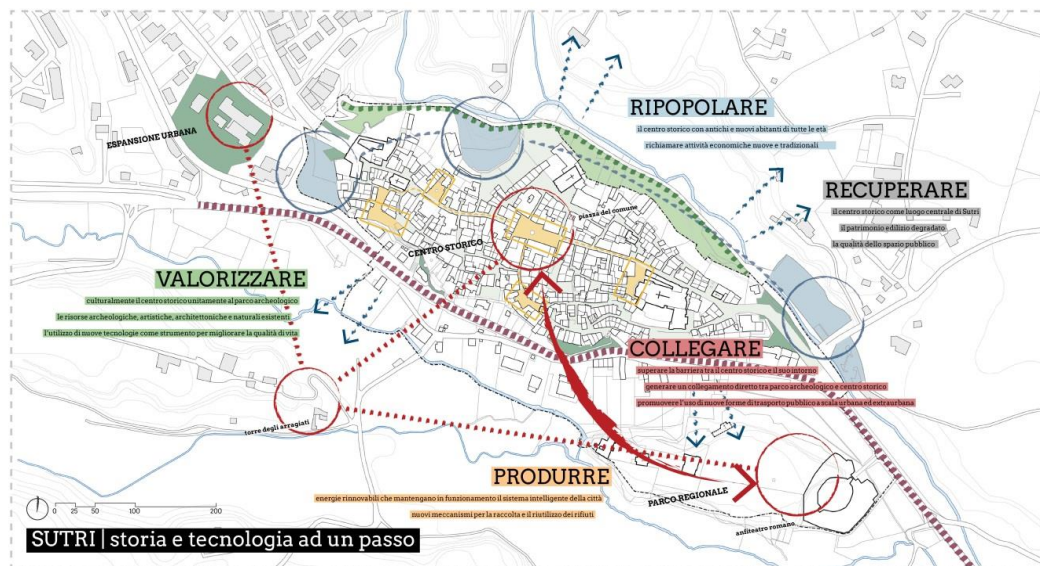 RIPOPOLARE
il centro storico con antichi e nuovi abitanti di tutte le età
richiamare attività economiche nuove e tradizionali
ESPANSIONE URBANA
RECUPERARE
il centro storico come luogo centrale di Sutri
il patrimonio edilizio degradato
la qualità dello spazio pubblico
piazza del comune
CENTRO STORICO
VALORIZZARE
culturalmente il centro storico unitamente al parco archeologico
le risorse archeologiche, artistiche, architettoniche e naturali esistenti
l'utilizzo di nuove tecnologie come strumento per migliorare la qualità di vita
COLLEGARE
superare la barriera tra il centro storico e il suo intorno
generare un collegamento diretto tra parco archeologico e centro storico
promuovere l'uso di nuove forme di trasporto pubblico a scala urbana ed extraurbana
torre degli arragiati
PRODURRE
energie rinnovabili che mantengano in funzionamento il sistema intelligente della città
nuovi meccanismi per la raccolta e il riutilizzo dei rifiuti
PARCO REGIONALE
anfiteatro romano
0 25 50 100 200
SUTRI | storia e tecnologia ad un passo